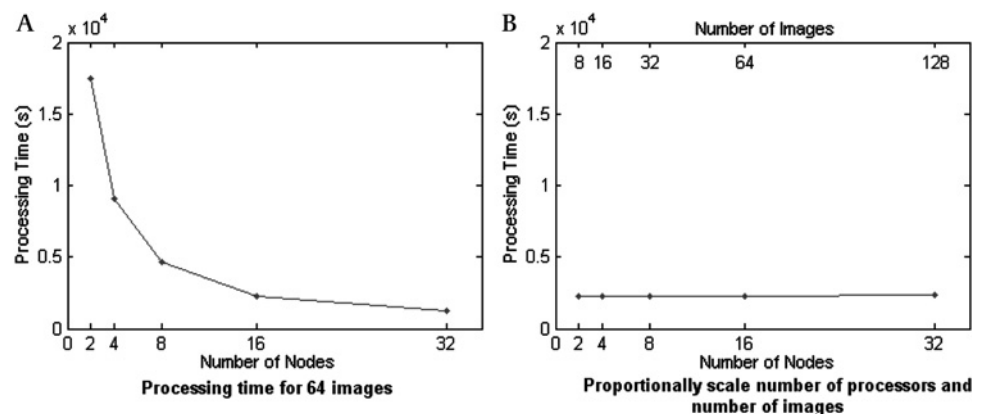 A
2 x 10^4
1.5
1
0.5
0
Processing Time (s)
0 2 4 8 16 32
Number of Nodes
Processing time for 64 images
B
Number of Images
2 x 10^4
8 16 32 64 128
1.5
1
0.5
0
Processing Time (s)
0 2 4 8 16 32
Number of Nodes
Proportionally scale number of processors and
number of images